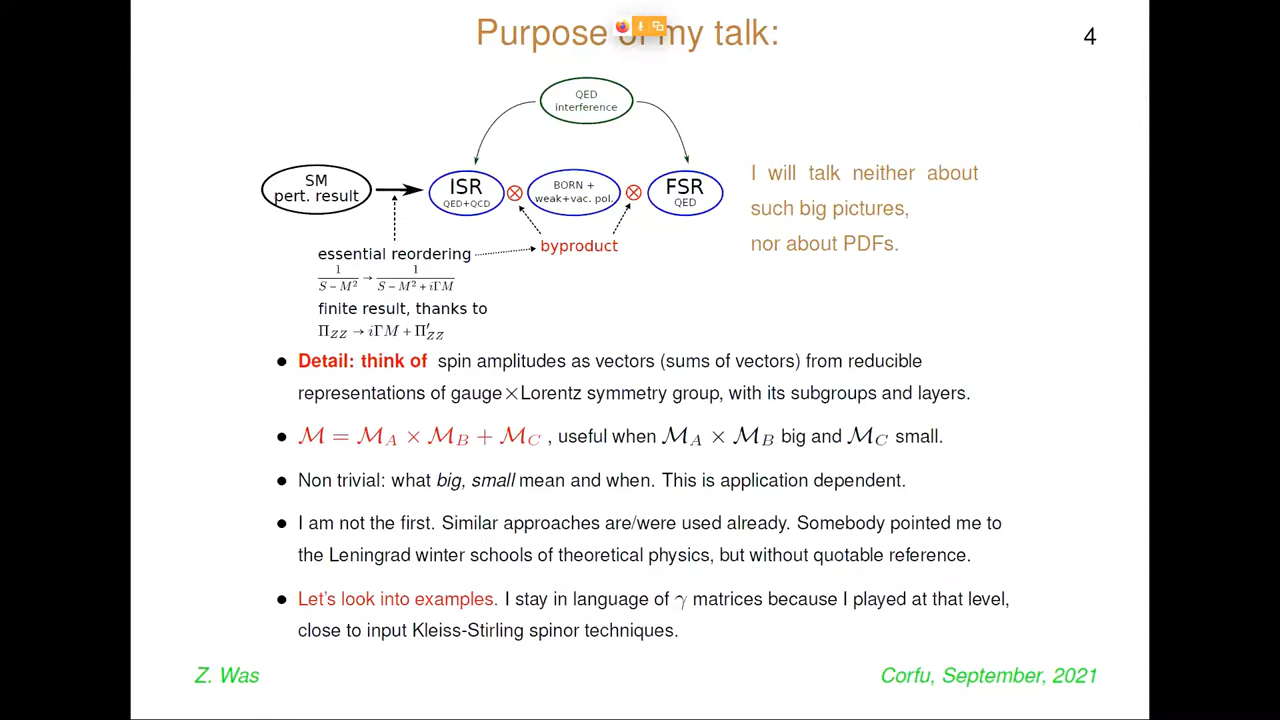 Purpose of my talk:
4
QED
interference
SM
pert. result
ISR
QED+QCD
BORN +
weak+vac. pol.
FSR
QED
I will talk neither about
such big pictures,
nor about PDFs.
essential reordering
byproduct
1/(S − M²) → 1/(S − M² + iΓM)
finite result, thanks to
Π_ZZ → iΓM + Π′_ZZ
● Detail: think of spin amplitudes as vectors (sums of vectors) from reducible
representations of gauge×Lorentz symmetry group, with its subgroups and layers.
● ℳ = ℳ_A × ℳ_B + ℳ_C , useful when ℳ_A × ℳ_B big and ℳ_C small.
● Non trivial: what big, small mean and when. This is application dependent.
● I am not the first. Similar approaches are/were used already. Somebody pointed me to
the Leningrad winter schools of theoretical physics, but without quotable reference.
● Let's look into examples. I stay in language of γ matrices because I played at that level,
close to input Kleiss-Stirling spinor techniques.
Z. Was
Corfu, September, 2021